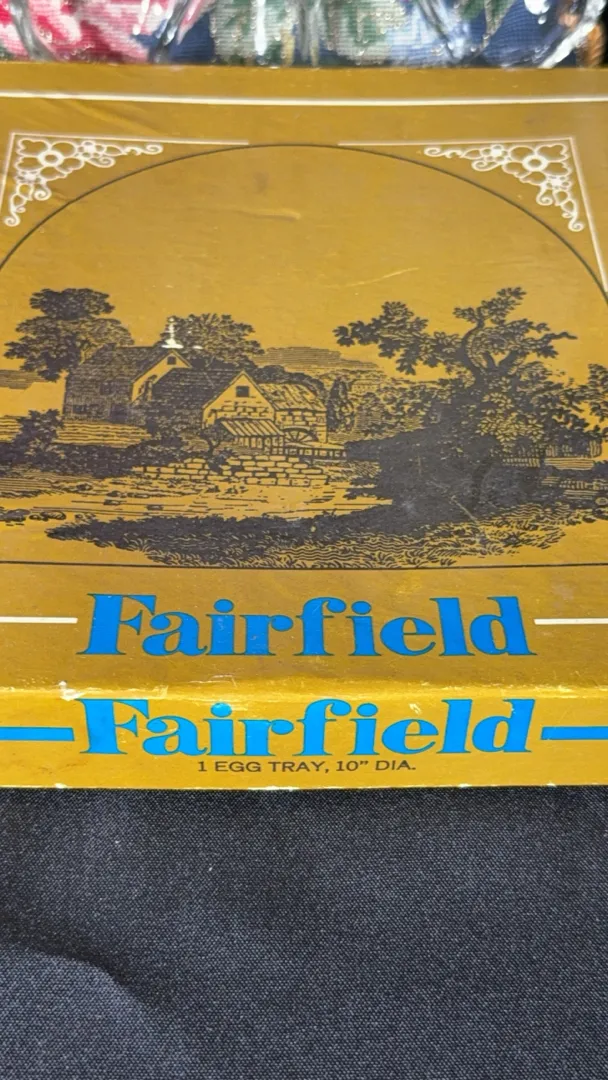 Fairfield
Fairfield
1 EGG TRAY, 10” DIA.